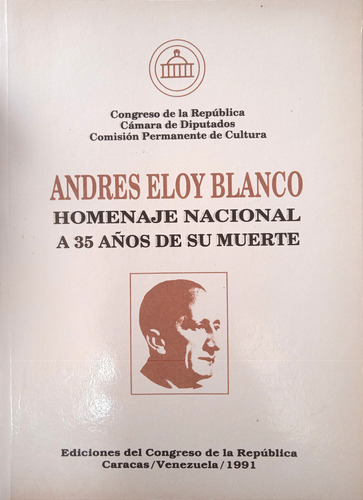 Congreso de la República
Cámara de Diputados
Comisión Permanente de Cultura
ANDRES ELOY BLANCO
HOMENAJE NACIONAL
A 35 AÑOS DE SU MUERTE
Ediciones del Congreso de la República
Caracas/Venezuela/1991